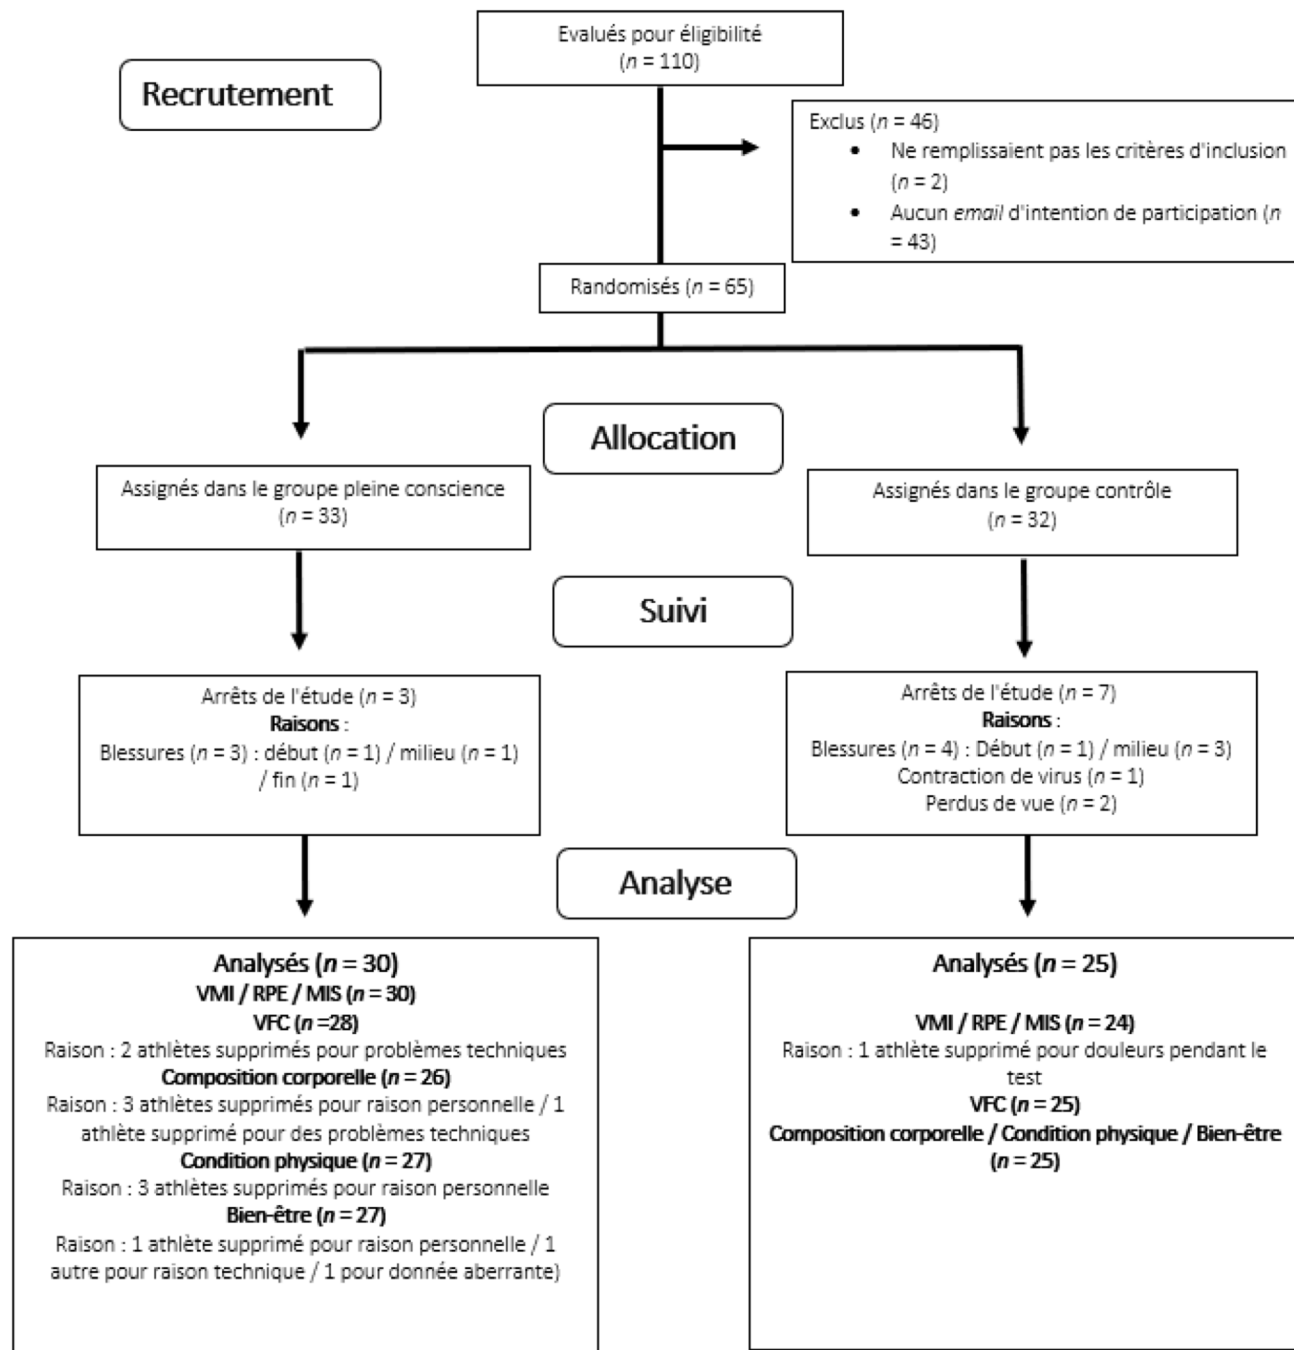 Evalués pour éligibilité
(n = 110)
Recrutement
Exclus (n = 46)
• Ne remplissaient pas les critères d'inclusion
(n = 2)
• Aucun email d'intention de participation (n
= 43)
Randomisés (n = 65)
Allocation
Assignés dans le groupe pleine conscience
(n = 33)
Assignés dans le groupe contrôle
(n = 32)
Suivi
Arrêts de l'étude (n = 3)
Raisons :
Blessures (n = 3) : début (n = 1) / milieu (n = 1)
/ fin (n = 1)
Arrêts de l'étude (n = 7)
Raisons :
Blessures (n = 4) : Début (n = 1) / milieu (n = 3)
Contraction de virus (n = 1)
Perdus de vue (n = 2)
Analyse
Analysés (n = 30)
VMI / RPE / MIS (n = 30)
VFC (n =28)
Raison : 2 athlètes supprimés pour problèmes techniques
Composition corporelle (n = 26)
Raison : 3 athlètes supprimés pour raison personnelle / 1
athlète supprimé pour des problèmes techniques
Condition physique (n = 27)
Raison : 3 athlètes supprimés pour raison personnelle
Bien-être (n = 27)
Raison : 1 athlète supprimé pour raison personnelle / 1
autre pour raison technique / 1 pour donnée aberrante)
Analysés (n = 25)
VMI / RPE / MIS (n = 24)
Raison : 1 athlète supprimé pour douleurs pendant le
test
VFC (n = 25)
Composition corporelle / Condition physique / Bien-être
(n = 25)